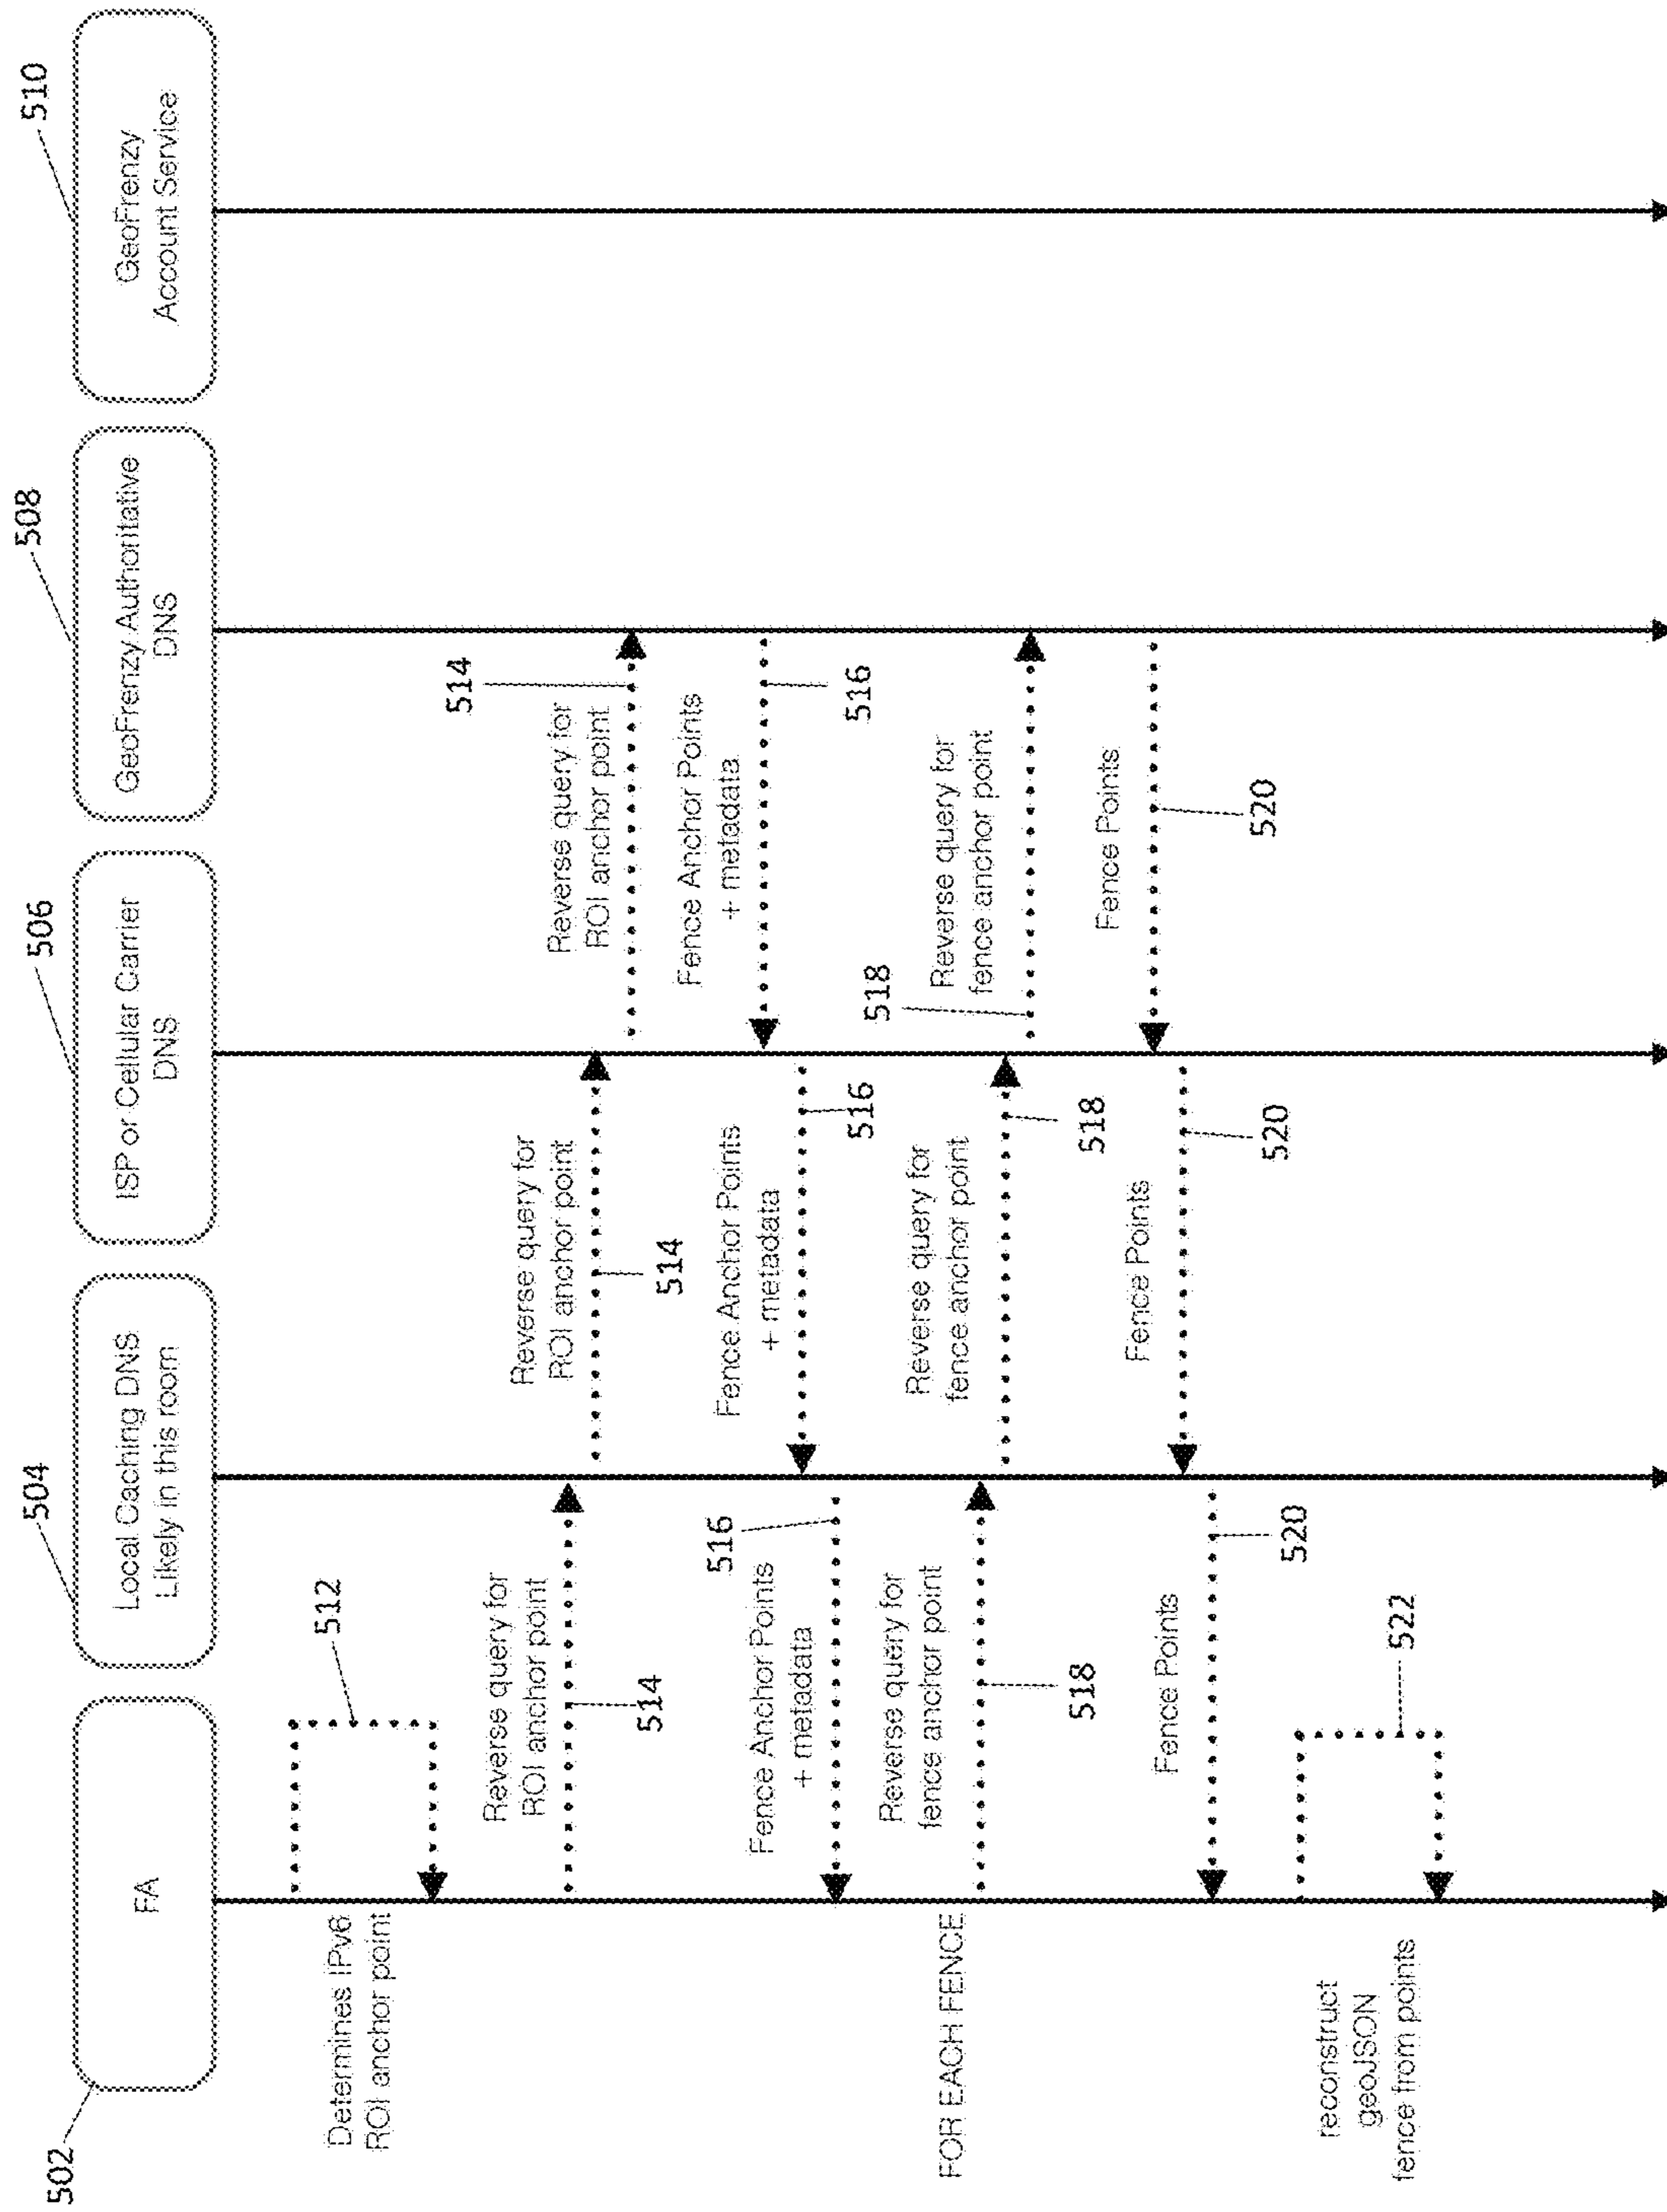 502
FA
504
Local Caching DNS
Likely in this room
506
ISP or Cellular Carrier
DNS
508
GeoFrenzy Authoritative
DNS
510
GeoFrenzy
Account Service
Determines IPv6
ROI anchor point
512
Reverse query for
ROI anchor point
514
Reverse query for
ROI anchor point
514
Reverse query for
ROI anchor point
514
Fence Anchor Points
+ metadata
516
Fence Anchor Points
+ metadata
516
Fence Anchor Points
+ metadata
516
FOR EACH FENCE
Reverse query for
fence anchor point
518
Reverse query for
fence anchor point
518
Reverse query for
fence anchor point
518
Fence Points
520
Fence Points
520
Fence Points
520
reconstruct
geoJSON
fence from points
522